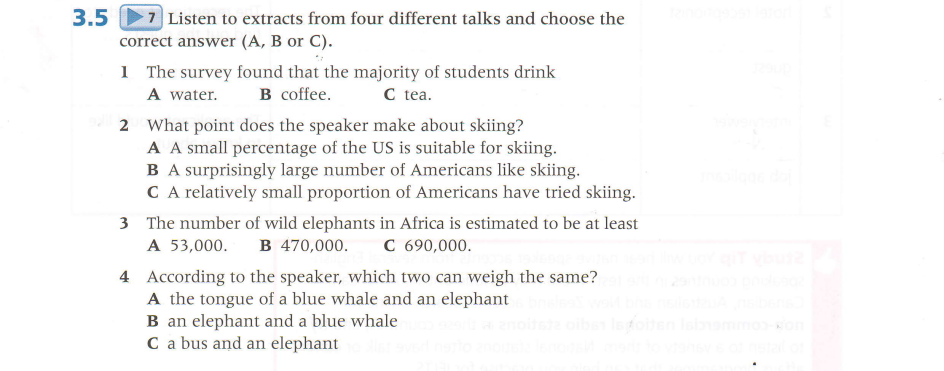 3.5 7 Listen to extracts from four different talks and choose the
correct answer (A, B or C).
1 The survey found that the majority of students drink
A water. B coffee. C tea.
2 What point does the speaker make about skiing?
A A small percentage of the US is suitable for skiing.
B A surprisingly large number of Americans like skiing.
C A relatively small proportion of Americans have tried skiing.
3 The number of wild elephants in Africa is estimated to be at least
A 53,000. B 470,000. C 690,000.
4 According to the speaker, which two can weigh the same?
A the tongue of a blue whale and an elephant
B an elephant and a blue whale
C a bus and an elephant